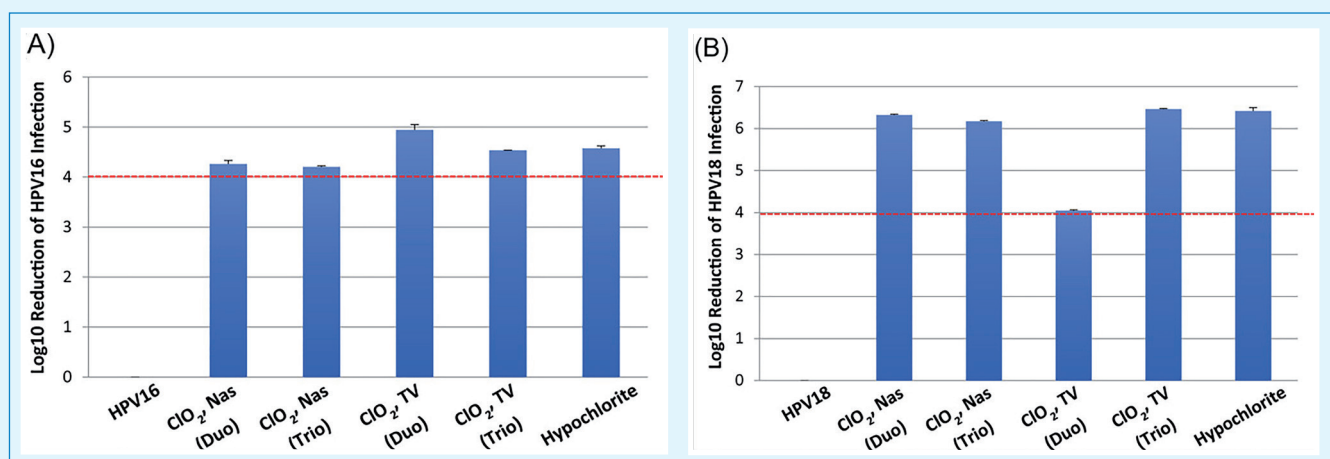 A)
Log10 Reduction of HPV16 Infection
6
5
4
3
2
1
0
HPV16
ClO₂, Nas
(Duo)
ClO₂, Nas
(Trio)
ClO₂, TV
(Duo)
ClO₂, TV
(Trio)
Hypochlorite
(B)
Log10 Reduction of HPV18 Infection
7
6
5
4
3
2
1
0
HPV18
ClO₂, Nas
(Duo)
ClO₂, Nas
(Trio)
ClO₂, TV
(Duo)
ClO₂, TV
(Trio)
Hypochlorite